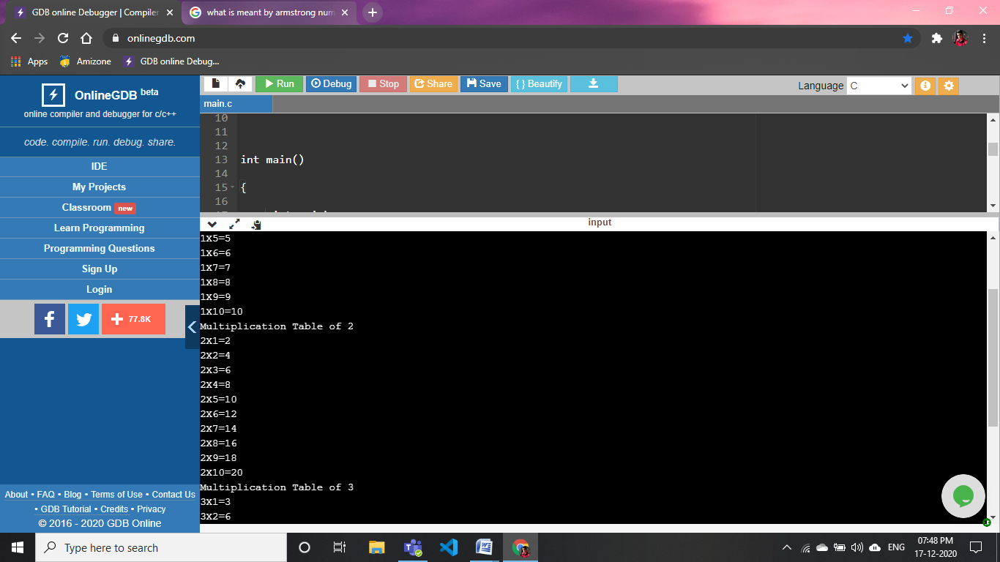 GDB online Debugger | Compiler
what is meant by armstrong num
onlinegdb.com
Apps
Amizone
GDB online Debug...
OnlineGDB beta
online compiler and debugger for c/c++
code. compile. run. debug. share.
IDE
My Projects
Classroom new
Learn Programming
Programming Questions
Sign Up
Login
f
77.8K
About • FAQ • Blog • Terms of Use • Contact Us
• GDB Tutorial • Credits • Privacy
© 2016 - 2020 GDB Online
Run Debug Stop Share Save { } Beautify
Language C
main.c
10
11
12
13 int main()
14
15 {
16
input
1X5=5
1X6=6
1X7=7
1X8=8
1X9=9
1X10=10
Multiplication Table of 2
2X1=2
2X2=4
2X3=6
2X4=8
2X5=10
2X6=12
2X7=14
2X8=16
2X9=18
2X10=20
Multiplication Table of 3
3X1=3
3X2=6
Type here to search
ENG
07:48 PM
17-12-2020